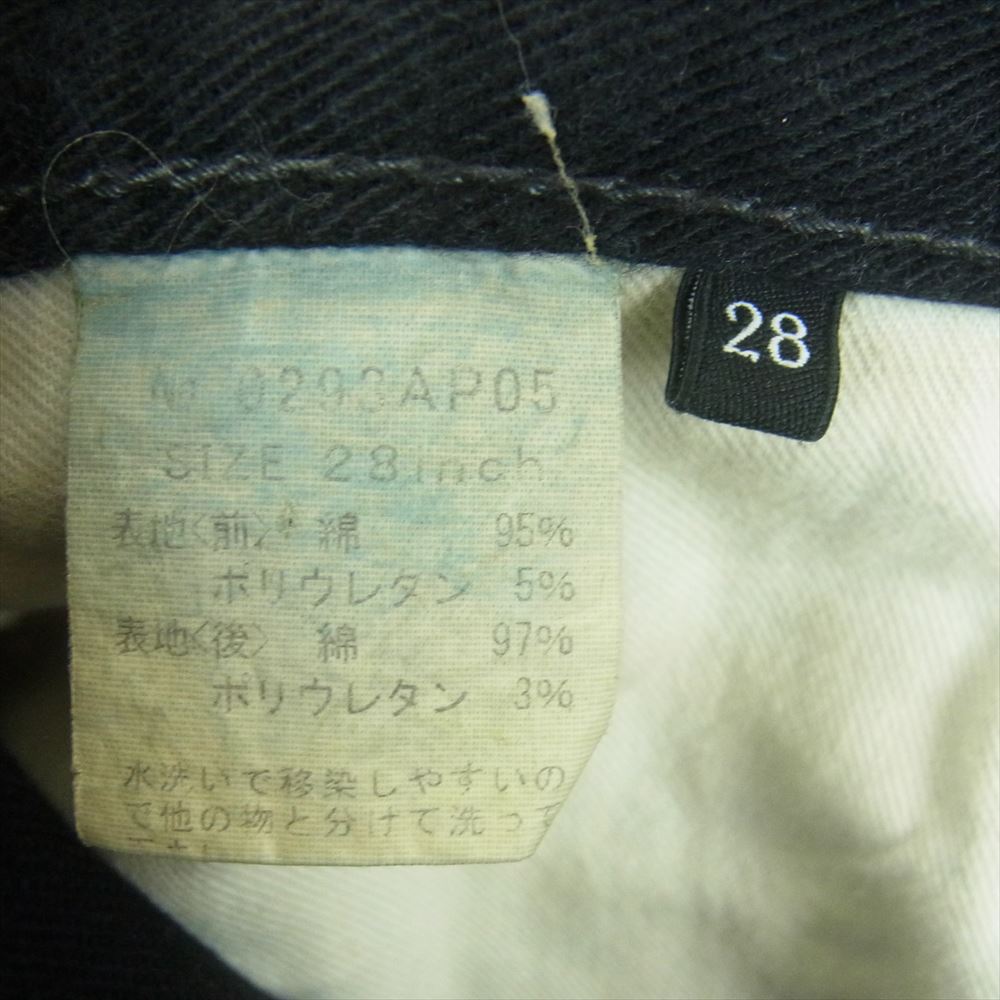 28
0293AP05
SIZE 28inch
表地〈前〉 綿 95%
ポリウレタン 5%
表地〈後〉 綿 97%
ポリウレタン 3%
水洗いで移染しやすいの
で他の物と分けて洗って